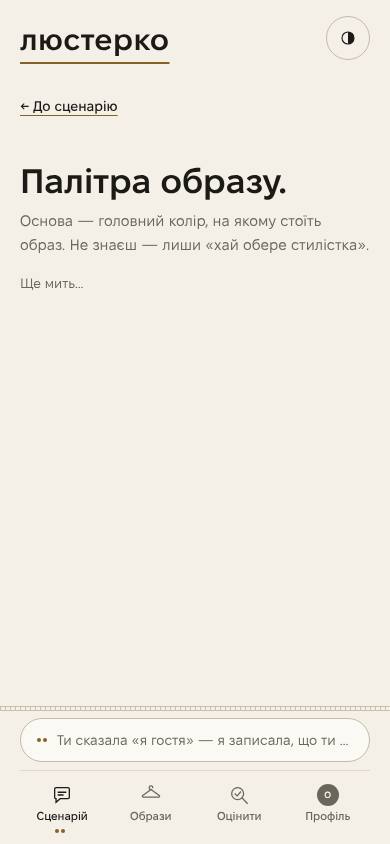 люстерко
← До сценарію
Палітра образу.
Основа — головний колір, на якому стоїть
образ. Не знаєш — лиши «хай обере стилістка».
Ще мить…
Ти сказала «я гостя» — я записала, що ти …
Сценарій
Образи
Оцінити
О
Профіль